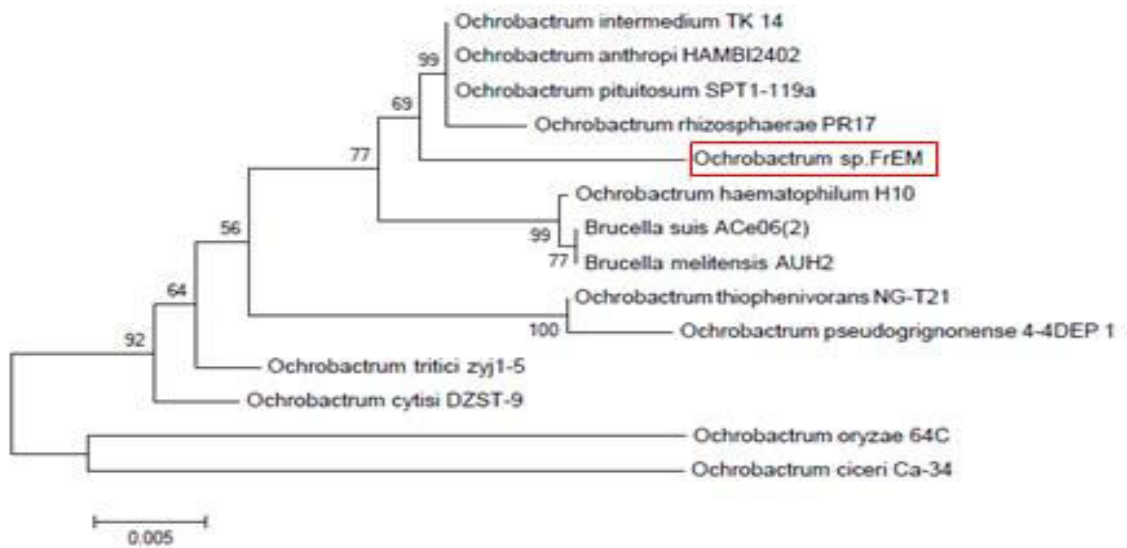 Ochrobactrum intermedium TK 14
Ochrobactrum anthropi HAMBI2402
99
Ochrobactrum pituitosum SPT1-119a
69
Ochrobactrum rhizosphaerae PR17
77
Ochrobactrum sp.FrEM
Ochrobactrum haematophilum H10
56
Brucella suis ACe06(2)
99
77
Brucella melitensis AUH2
64
Ochrobactrum thiophenivorans NG-T21
100
Ochrobactrum pseudogrignonense 4-4DEP 1
92
Ochrobactrum tritici zyj1-5
Ochrobactrum cytisi DZST-9
Ochrobactrum oryzae 64C
Ochrobactrum ciceri Ca-34
0.005